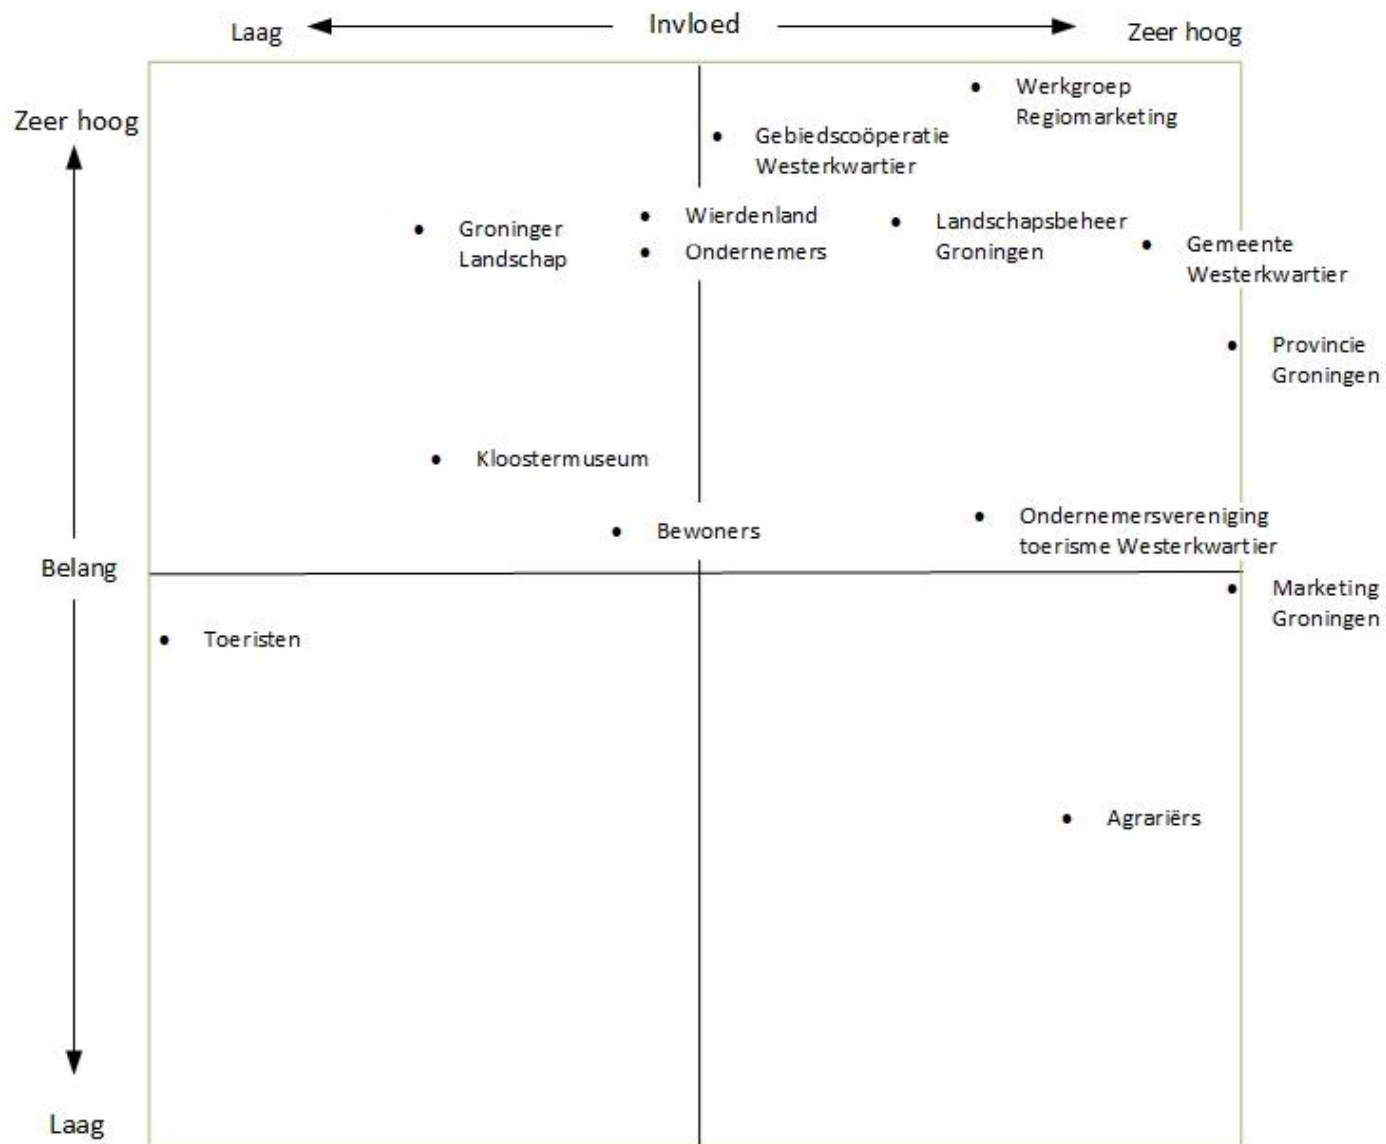 Invloed
Laag
Zeer hoog
Zeer hoog
Werkgroep
Regiomarketing
Gebiedscoöperatie
Westerkwartier
Wierdenland
Landschapsbeheer
Groningen
Groninger
Landschap
Ondernemers
Gemeente
Westerkwartier
Provincie
Groningen
Kloostermuseum
Ondernemersvereniging
toerisme Westerkwartier
Bewoners
Belang
Marketing
Groningen
Toeristen
Agrariërs
Laag